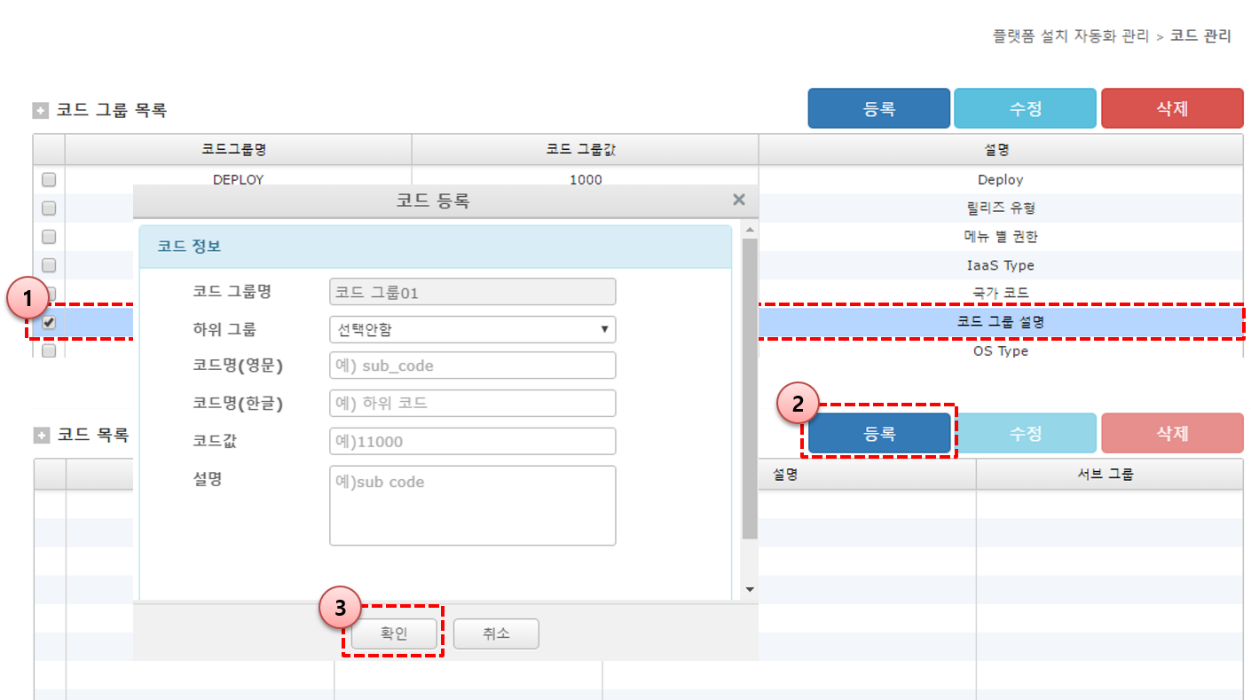 플랫폼 설치 자동화 관리 > 코드 관리
코드 그룹 목록
등록 수정 삭제
코드그룹명 코드 그룹값 설명
DEPLOY 1000 Deploy
릴리즈 유형
메뉴 별 권한
IaaS Type
국가 코드
코드 그룹 설명
OS Type
1
코드 등록
코드 정보
코드 그룹명 코드 그룹01
하위 그룹 선택안함
코드명(영문) 예) sub_code
코드명(한글) 예) 하위 코드
코드값 예)11000
설명 예)sub code
3
확인 취소
2
코드 목록
등록 수정 삭제
설명 서브 그룹